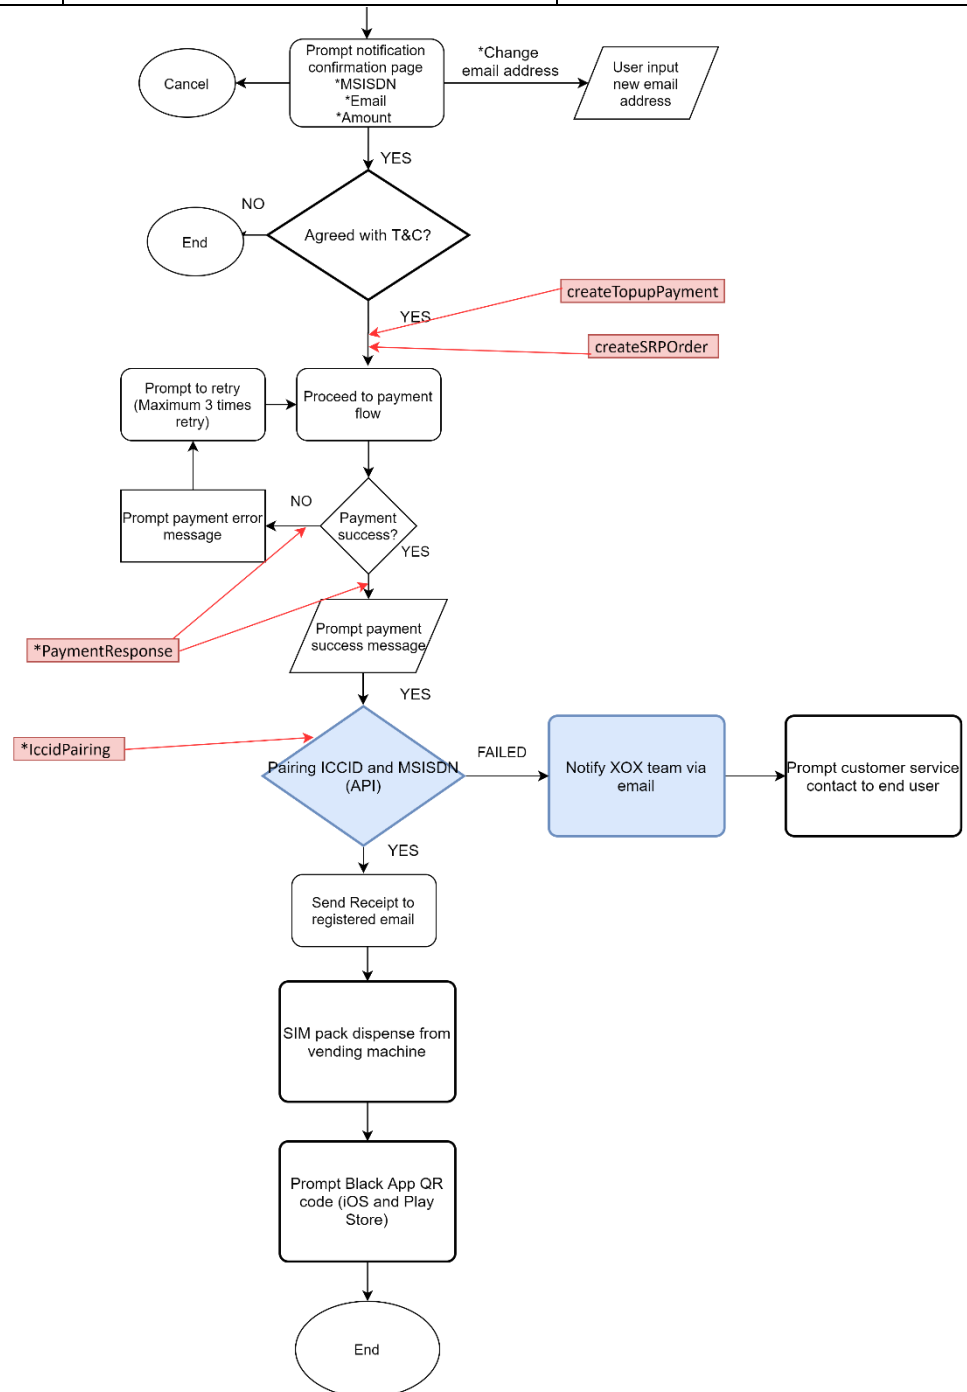 Prompt notification
confirmation page
*MSISDN
*Email
*Amount
Cancel
*Change
email address
User input
new email
address
YES
NO
Agreed with T&C?
End
createTopupPayment
YES
createSRPOrder
Prompt to retry
(Maximum 3 times
retry)
Proceed to payment
flow
NO
Prompt payment error
message
Payment
success?
YES
Prompt payment
success message
*PaymentResponse
YES
*IccidPairing
Pairing ICCID and MSISDN
(API)
FAILED
Notify XOX team via
email
Prompt customer service
contact to end user
YES
Send Receipt to
registered email
SIM pack dispense from
vending machine
Prompt Black App QR
code (iOS and Play
Store)
End